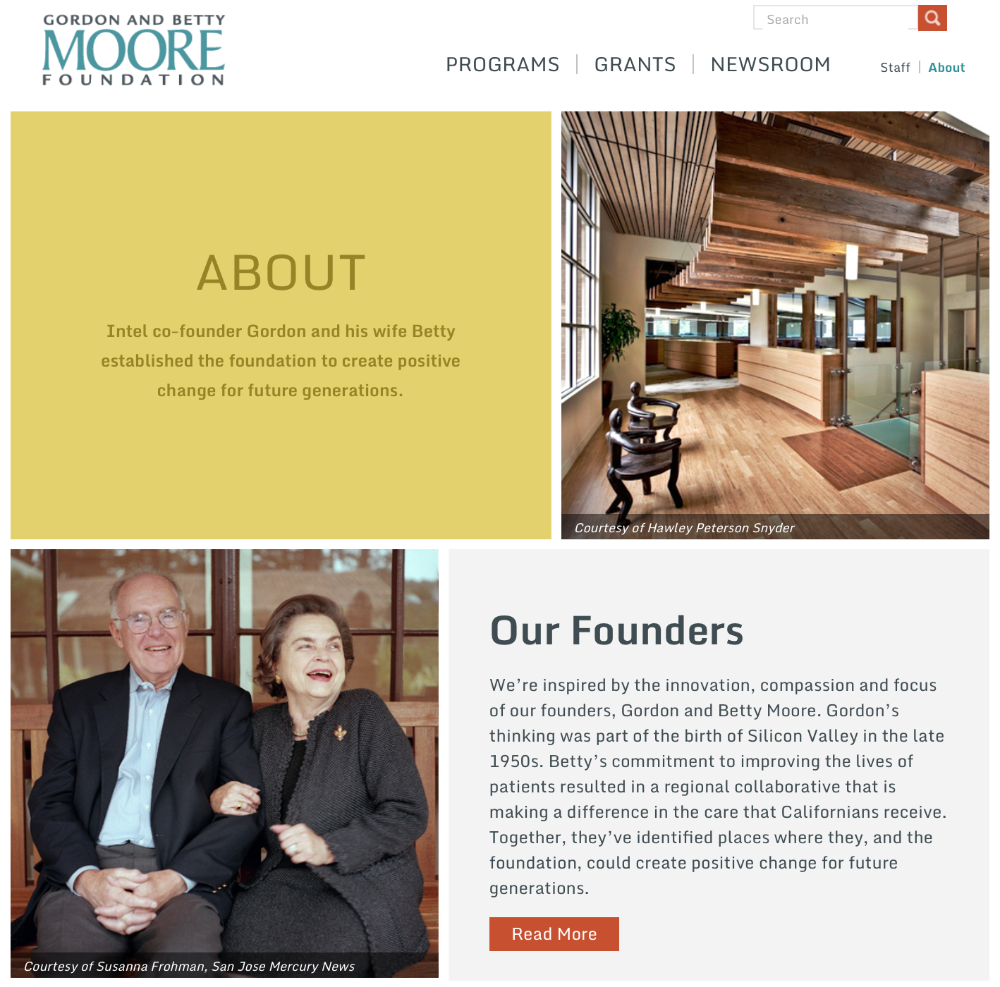 GORDON AND BETTY
MOORE
FOUNDATION
Search
PROGRAMS
GRANTS
NEWSROOM
Staff
About
ABOUT
Intel co-founder Gordon and his wife Betty
established the foundation to create positive
change for future generations.
Courtesy of Hawley Peterson Snyder
Courtesy of Susanna Frohman, San Jose Mercury News
Our Founders
We’re inspired by the innovation, compassion and focus
of our founders, Gordon and Betty Moore. Gordon’s
thinking was part of the birth of Silicon Valley in the late
1950s. Betty’s commitment to improving the lives of
patients resulted in a regional collaborative that is
making a difference in the care that Californians receive.
Together, they’ve identified places where they, and the
foundation, could create positive change for future
generations.
Read More